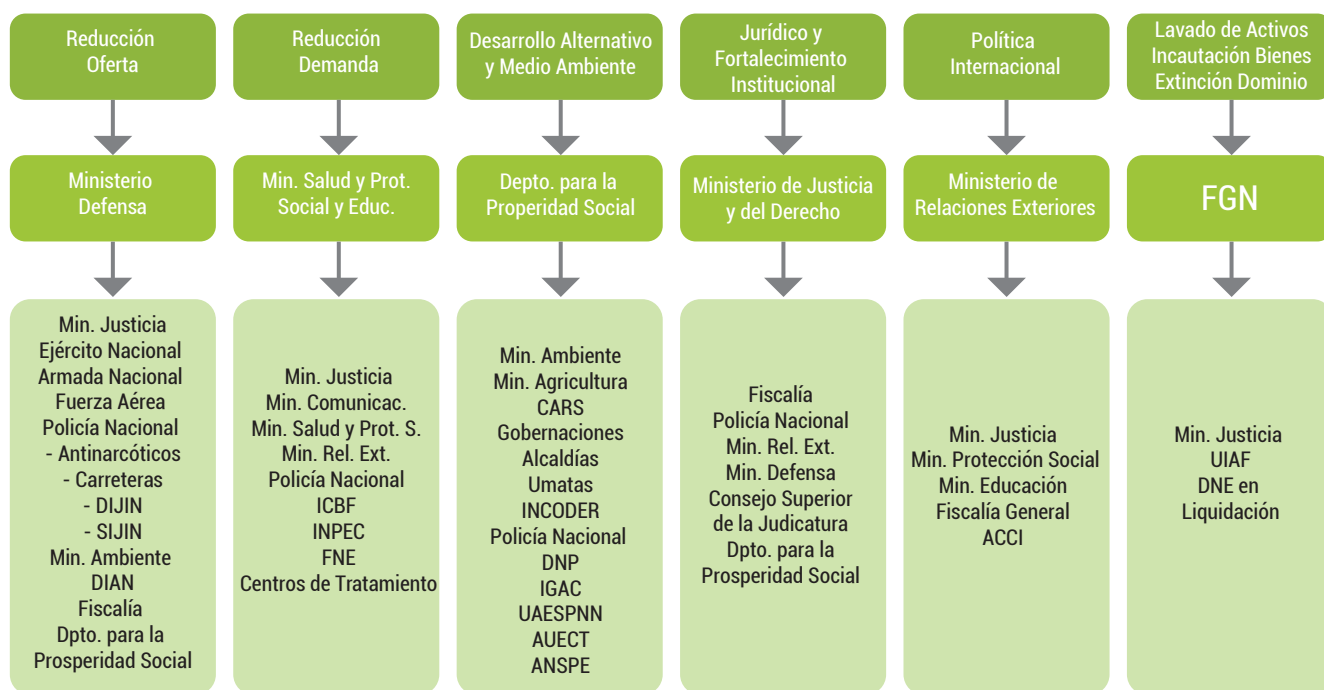 Reducción
Oferta
Reducción
Demanda
Desarrollo Alternativo
y Medio Ambiente
Jurídico y
Fortalecimiento
Institucional
Política
Internacional
Lavado de Activos
Incautación Bienes
Extinción Dominio
Ministerio
Defensa
Min. Salud y Prot.
Social y Educ.
Depto. para la
Properidad Social
Ministerio de Justicia
y del Derecho
Ministerio de
Relaciones Exteriores
FGN
Min. Justicia
Ejército Nacional
Armada Nacional
Fuerza Aérea
Policía Nacional
- Antinarcóticos
- Carreteras
- DIJIN
- SIJIN
Min. Ambiente
DIAN
Fiscalía
Dpto. para la
Prosperidad Social
Min. Justicia
Min. Comunicac.
Min. Salud y Prot. S.
Min. Rel. Ext.
Policía Nacional
ICBF
INPEC
FNE
Centros de Tratamiento
Min. Ambiente
Min. Agricultura
CARS
Gobernaciones
Alcaldías
Umatas
INCODER
Policía Nacional
DNP
IGAC
UAESPNN
AUECT
ANSPE
Fiscalía
Policía Nacional
Min. Rel. Ext.
Min. Defensa
Consejo Superior
de la Judicatura
Dpto. para la
Prosperidad Social
Min. Justicia
Min. Protección Social
Min. Educación
Fiscalía General
ACCI
Min. Justicia
UIAF
DNE en
Liquidación